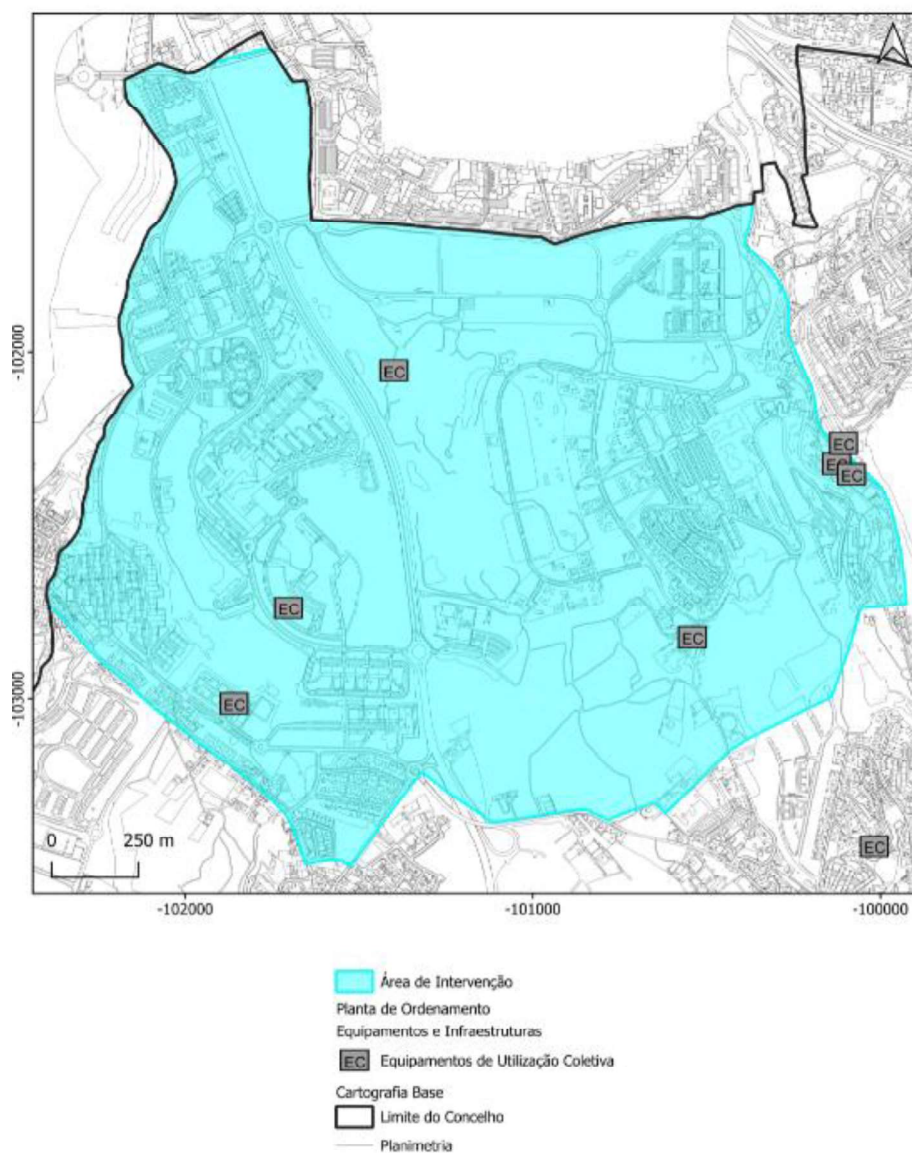 EC
-102000
EC
EC
EC
EC
EC
EC
-103000
EC
0 250 m
-102000 -101000 -100000
Área de Intervenção
Planta de Ordenamento
Equipamentos e Infraestruturas
EC Equipamentos de Utilização Coletiva
Cartografia Base
Limite do Concelho
Planimetria